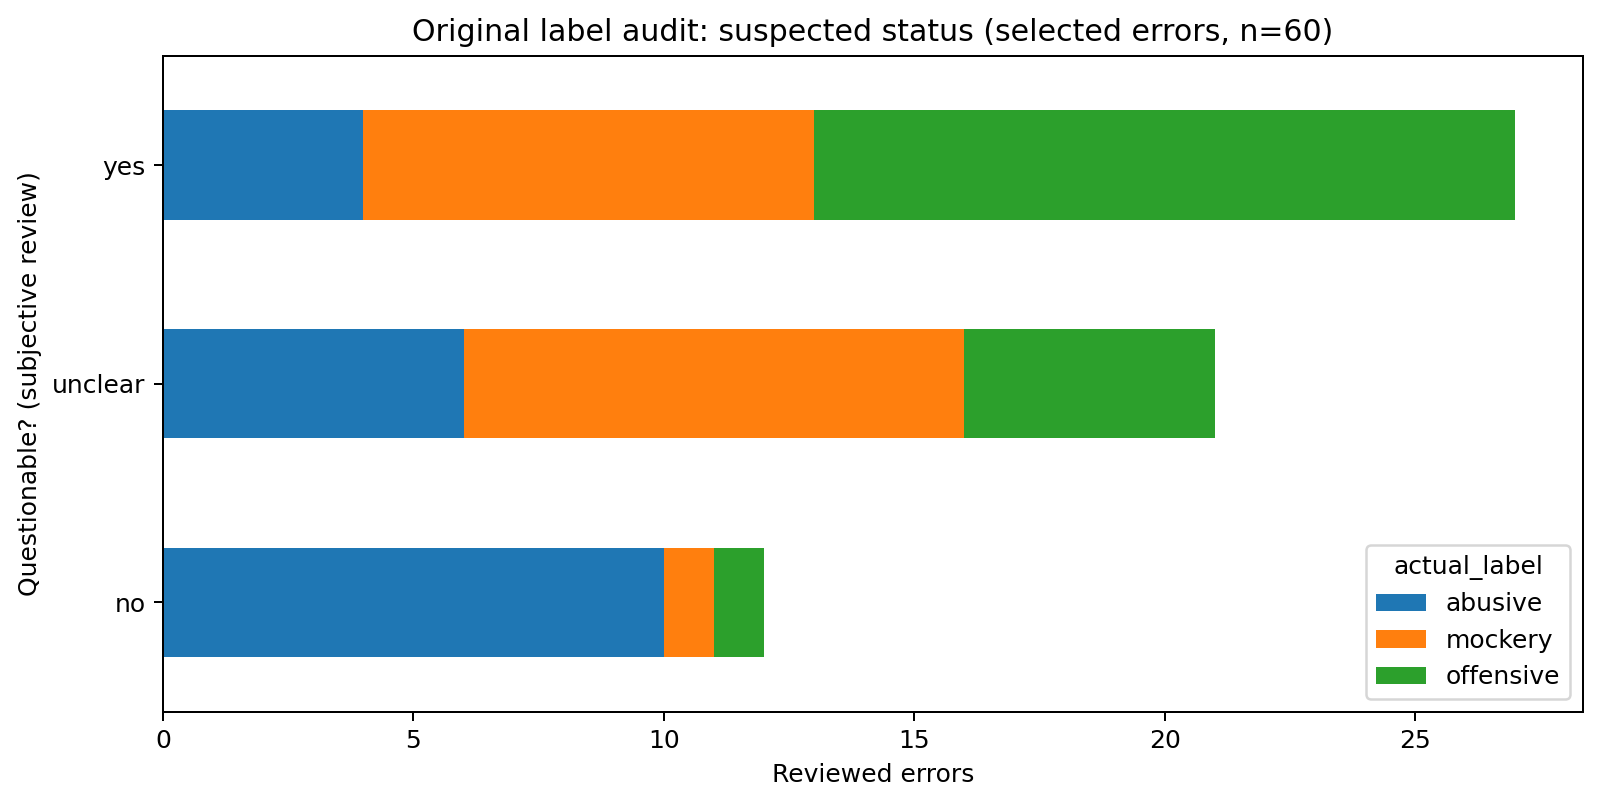 Original label audit: suspected status (selected errors, n=60)
Questionable? (subjective review)
yes
unclear
no
0 5 10 15 20 25
Reviewed errors
actual_label
abusive
mockery
offensive